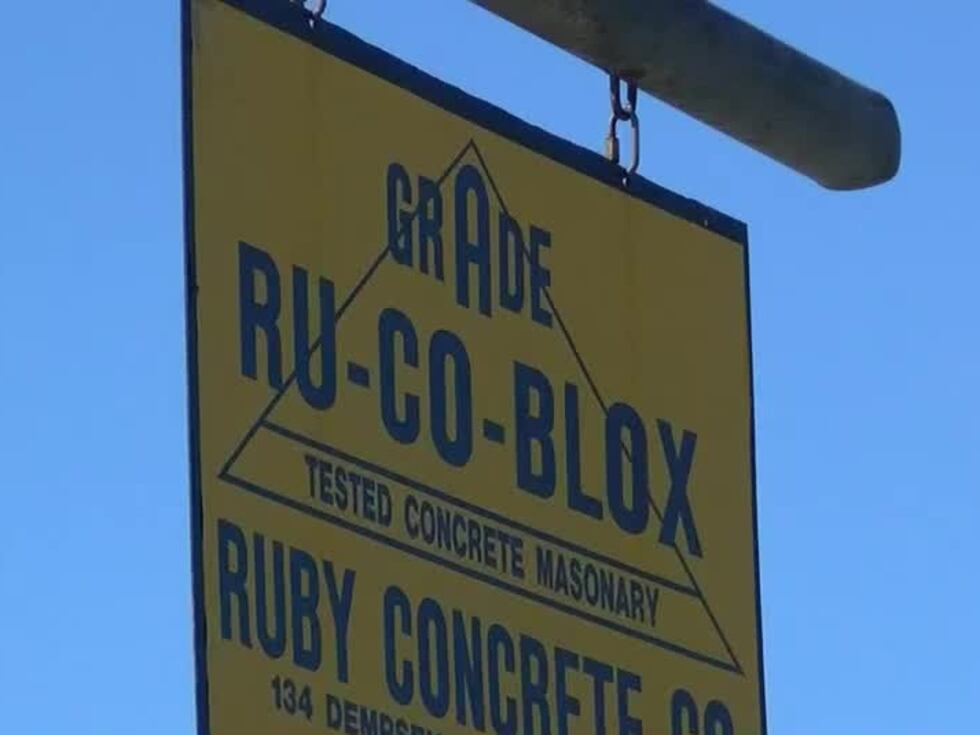 GRADE
RU-CO-BLOX
TESTED CONCRETE MASONARY
RUBY CONCRETE CO
134